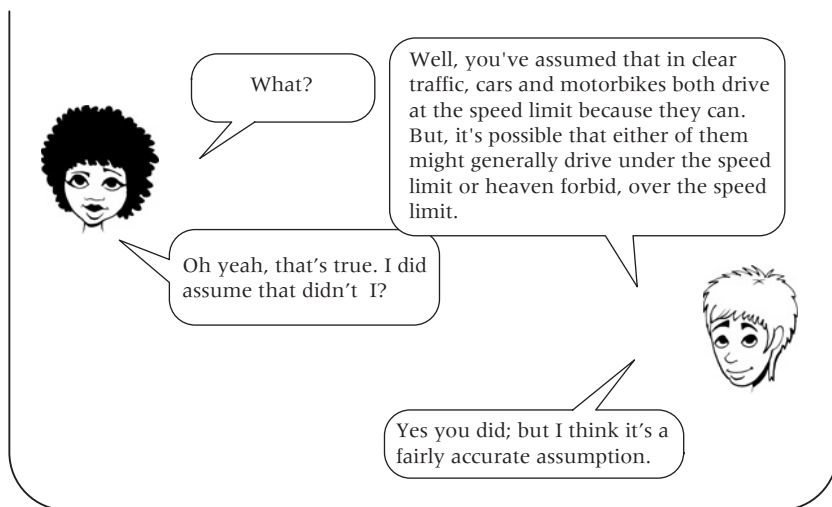 What?
Well, you've assumed that in clear
traffic, cars and motorbikes both drive
at the speed limit because they can.
But, it's possible that either of them
might generally drive under the speed
limit or heaven forbid, over the speed
limit.
Oh yeah, that’s true. I did
assume that didn’t I?
Yes you did; but I think it’s a
fairly accurate assumption.